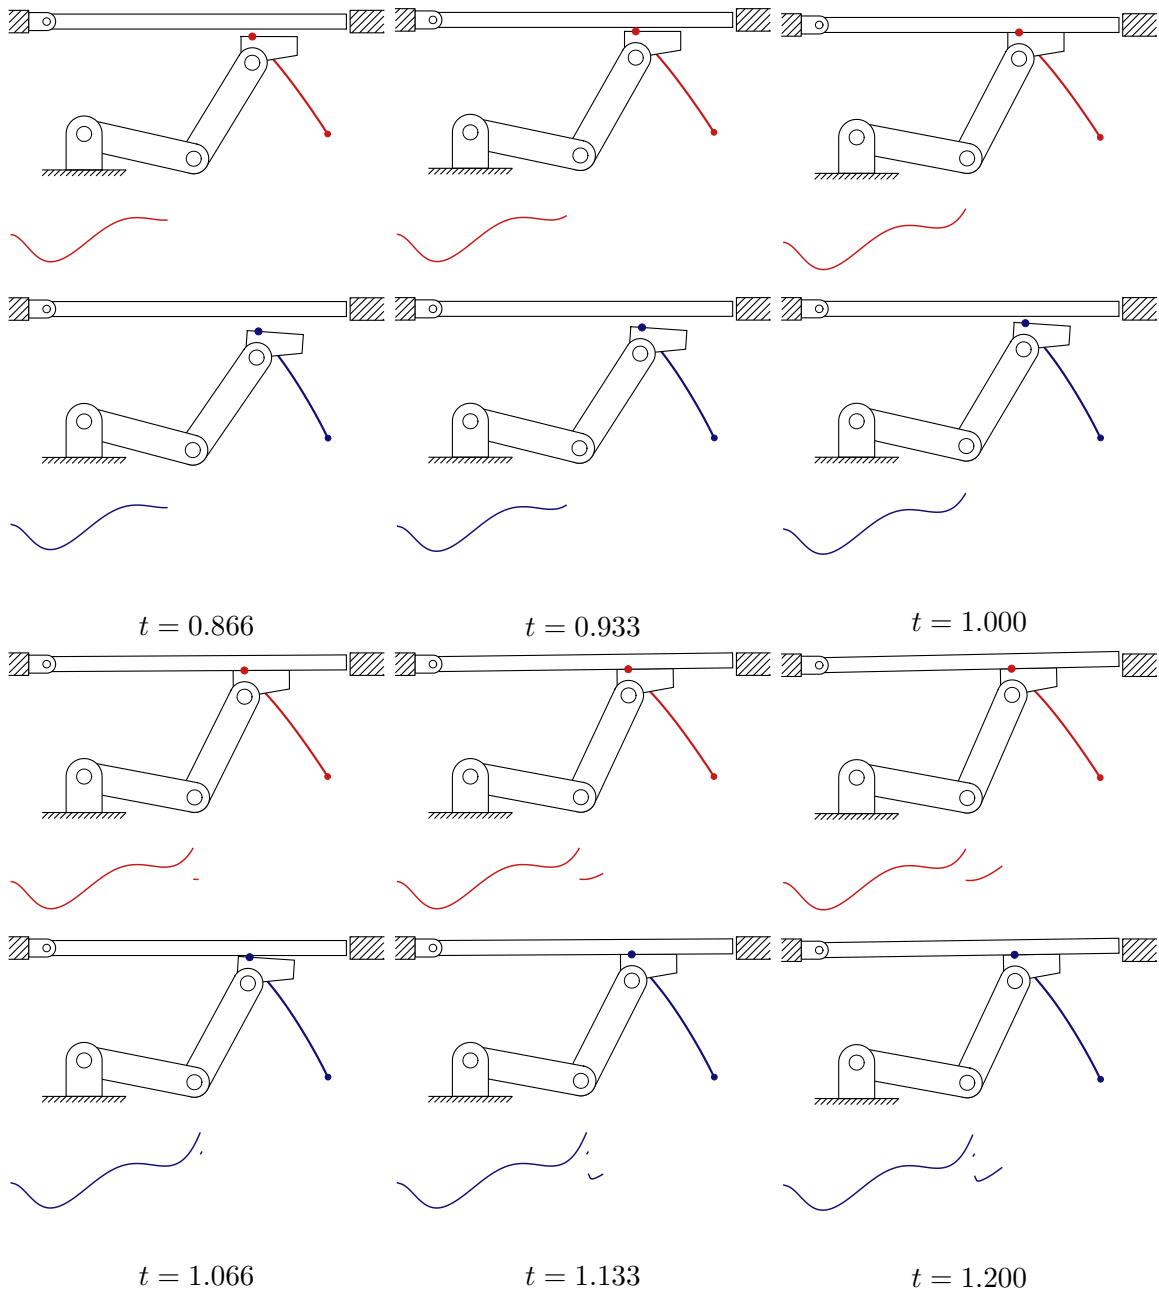 t = 0.866
t = 0.933
t = 1.000
t = 1.066
t = 1.133
t = 1.200